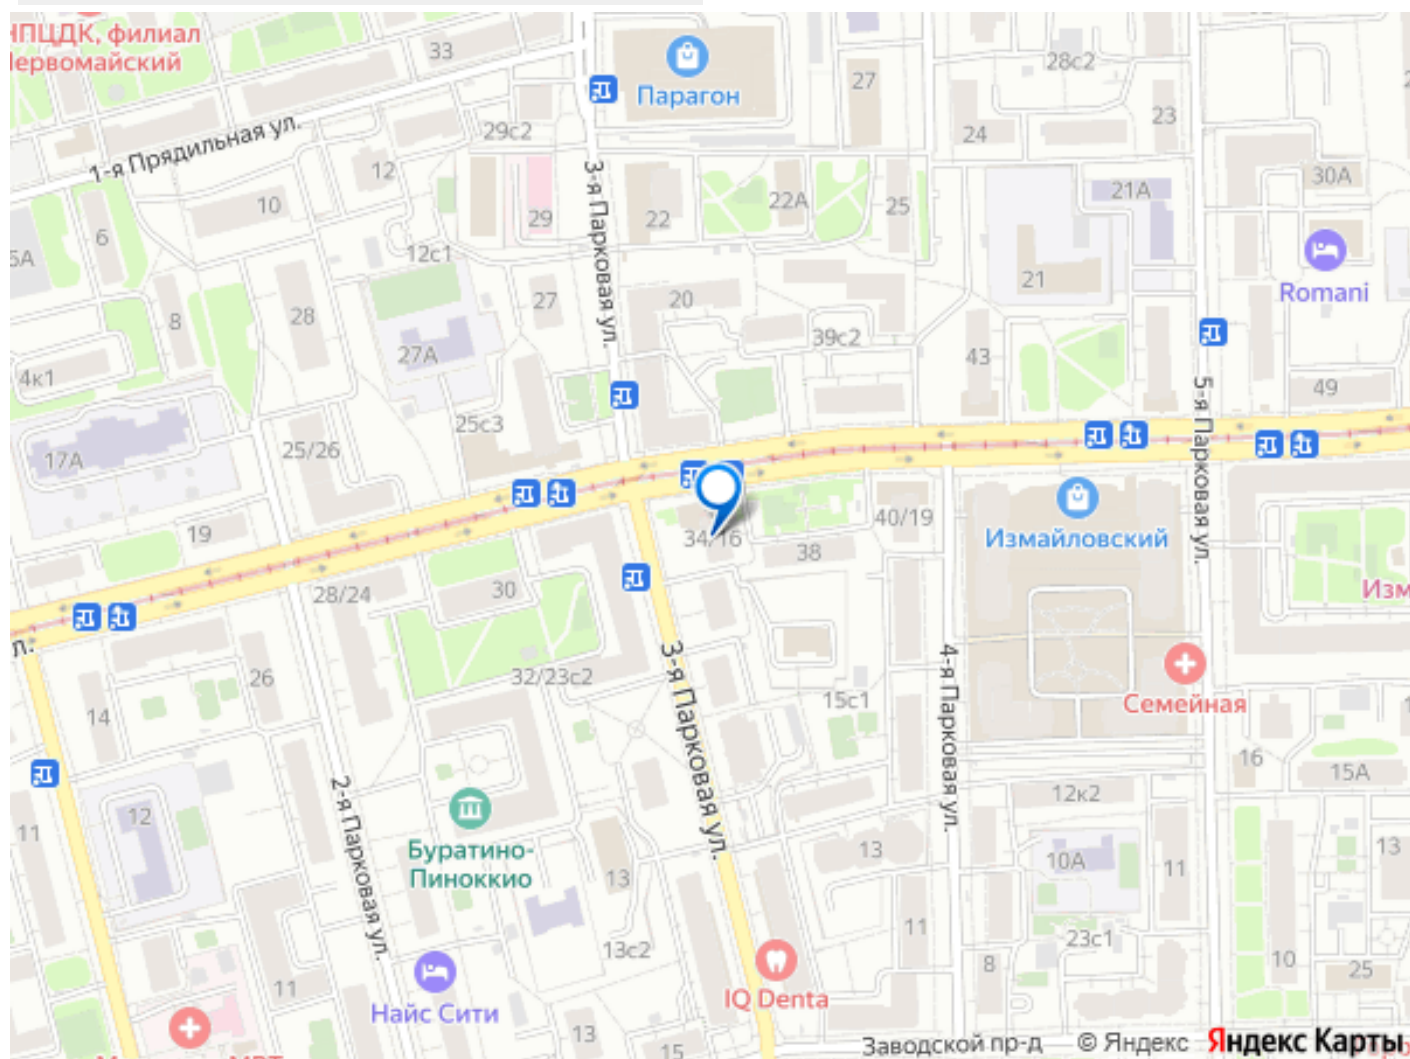 НПЦДК, филиал
Первомайский
33
Парагон
27
28с2
23
24
29с2
1-я Прядильная ул.
12
3-я Парковая ул.
10
6
29
22
22А
25
21А
30А
5А
12с1
8
28
27
20
21
Romani
27А
39с2
43
49
4к1
25с3
25/26
17А
5-я Парковая ул.
19
34/16
38
40/19
Измайловский
28/24
30
Изм
л.
26
32/23с2
3-я Парковая ул.
15с1
4-я Парковая ул.
Семейная
14
16
15А
12
2-я Парковая ул.
12к2
11
Буратино-
Пиноккио
13
13
10А
11
13
13с2
11
23с1
8
10
25
11
IQ Denta
Найс Сити
13
15
МРТ
Заводской пр-д
© Яндекс
Яндекс Карты